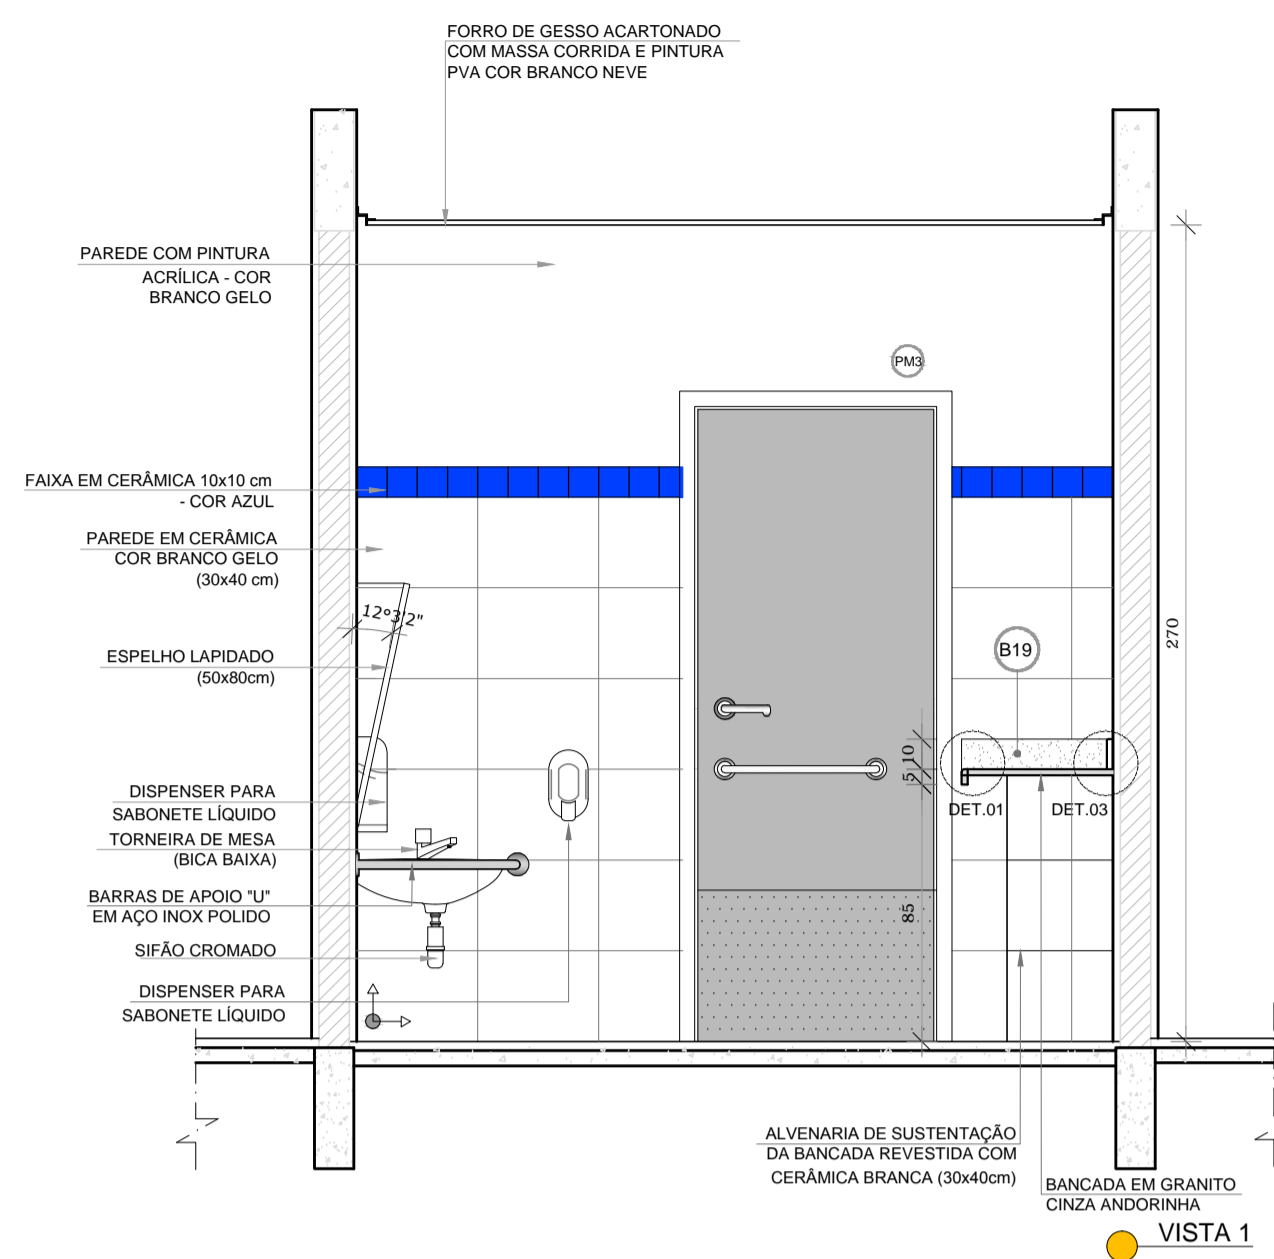 FORRO DE GESSO ACARTONADO
COM MASSA CORRIDA E PINTURA
PVA COR BRANCO NEVE
PAREDE COM PINTURA
ACRÍLICA - COR
BRANCO GELO
PM3
FAIXA EM CERÂMICA 10x10 cm
- COR AZUL
PAREDE EM CERÂMICA
COR BRANCO GELO
(30x40 cm)
12°3'2"
270
B19
ESPELHO LAPIDADO
(50x80cm)
10
5
DISPENSER PARA
SABONETE LÍQUIDO
DET.01
DET.03
TORNEIRA DE MESA
(BICA BAIXA)
BARRAS DE APOIO "U"
EM AÇO INOX POLIDO
85
SIFÃO CROMADO
DISPENSER PARA
SABONETE LÍQUIDO
ALVENARIA DE SUSTENTAÇÃO
DA BANCADA REVESTIDA COM
CERÂMICA BRANCA (30x40cm)
BANCADA EM GRANITO
CINZA ANDORINHA
VISTA 1